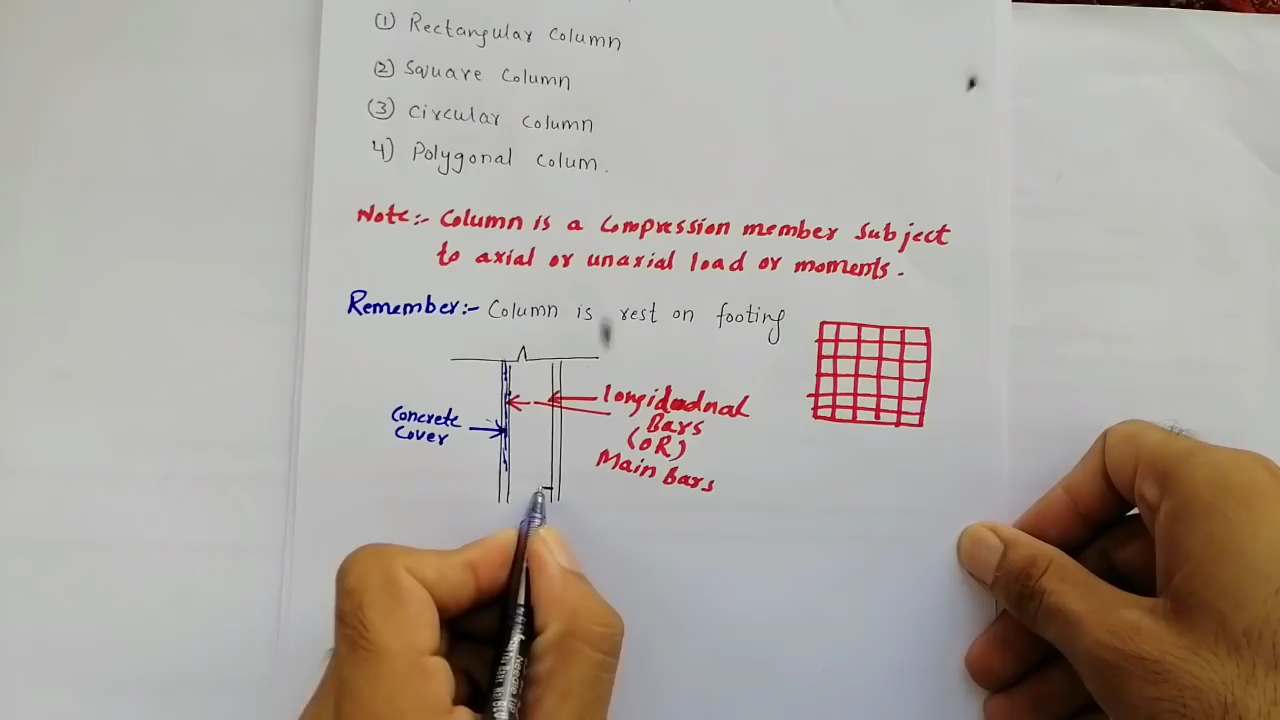 ① Rectangular Column
② Square Column
③ Circular Column
4) Polygonal Colum.
Note:- Column is a Compression member Subject
to axial or unaxial load or moments.
Remember:- Column is rest on footing
Concrete
Cover
Longidudnal
Bars
(OR)
Main Bars